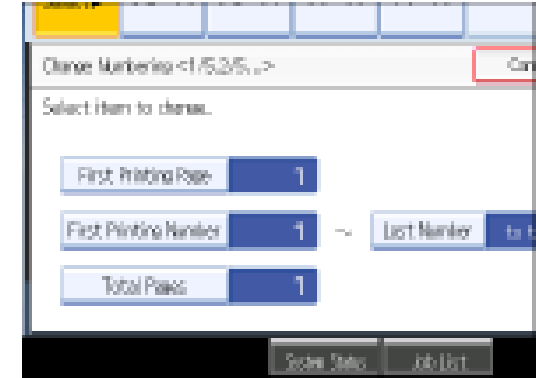 Change Numbering <1/5,2/5,...>
Select item to change.
First Printing Page 1
First Printing Number 1 ~ Last Number
Total Pages 1
System Status Job List